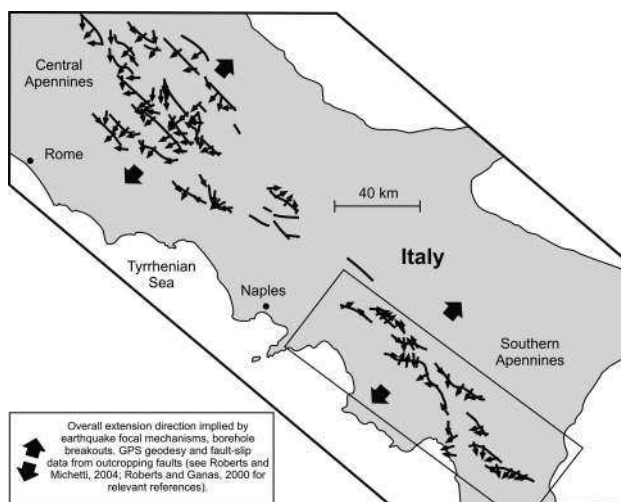 Central
Apennines
Rome
40 km
Italy
Tyrrhenian
Sea
Naples
Southern
Apennines
Overall extension direction implied by
earthquake focal mechanisms, borehole
breakouts. GPS geodesy and fault-slip
data from outcropping faults (see Roberts and
Michetti, 2004; Roberts and Ganas, 2000 for
relevant references).